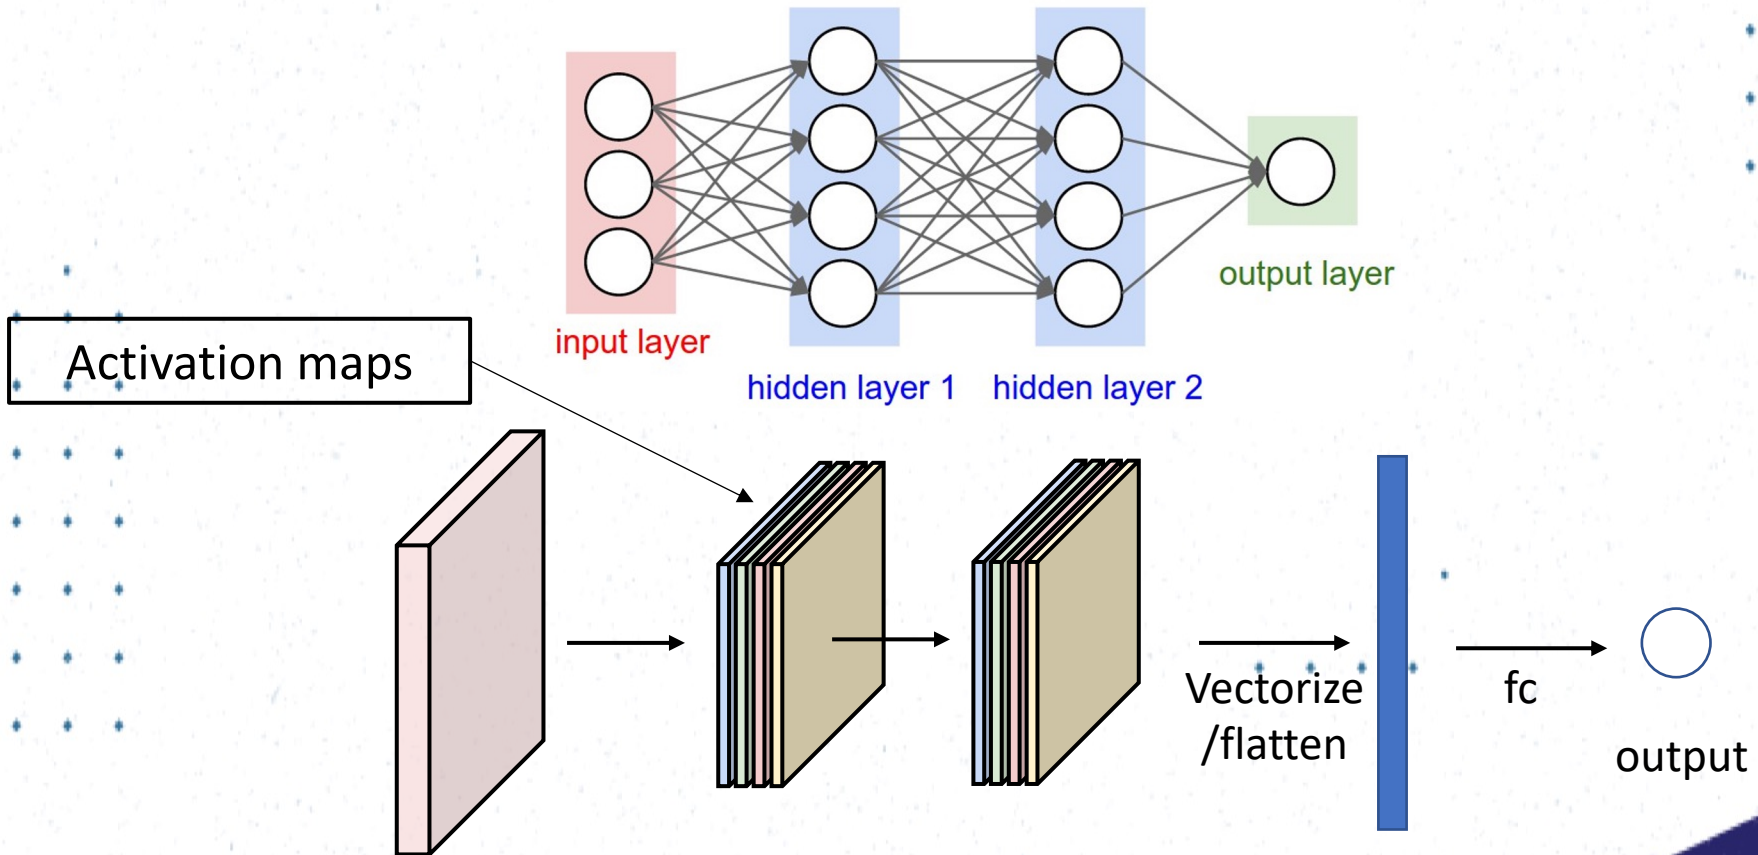 input layer
hidden layer 1
hidden layer 2
output layer
Activation maps
Vectorize
/flatten
fc
output